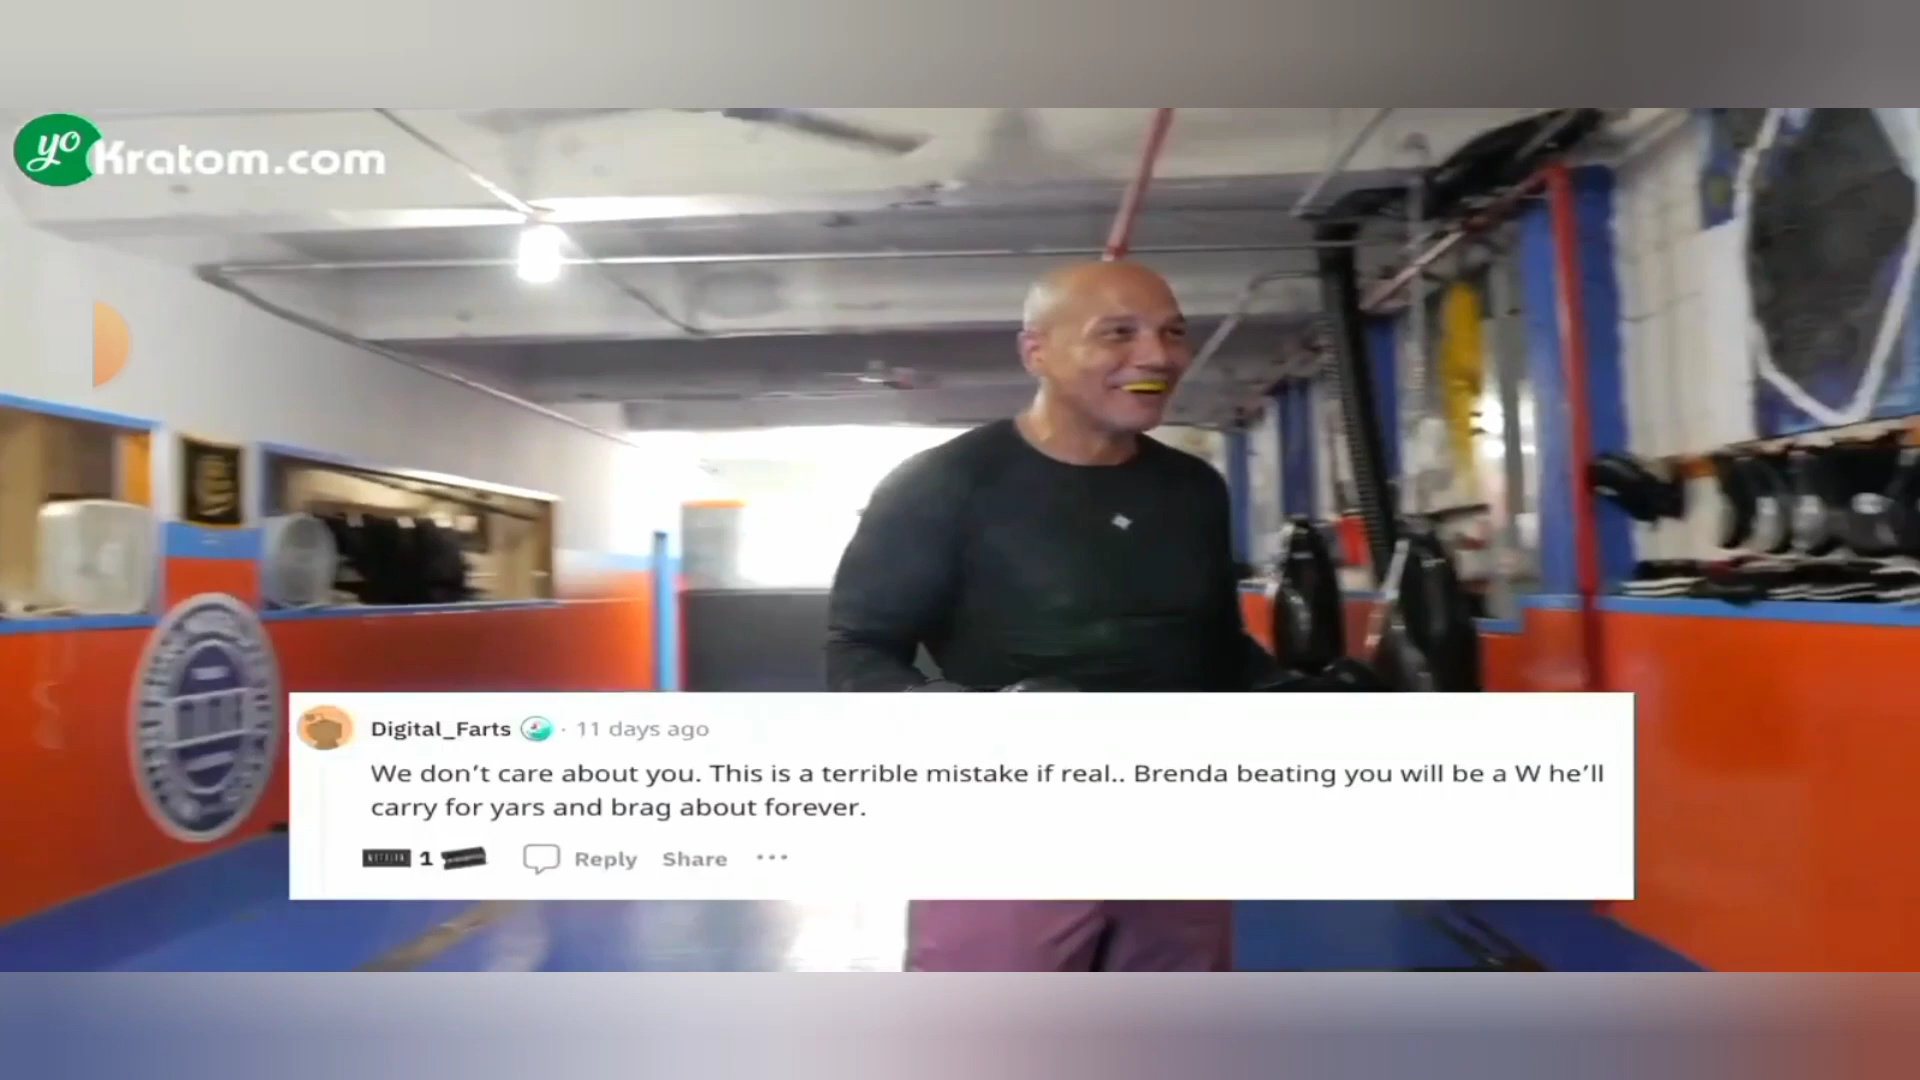 yo Kratom.com
Digital_Farts · 11 days ago
We don't care about you. This is a terrible mistake if real.. Brenda beating you will be a W he'll
carry for yars and brag about forever.
1 Reply Share ...